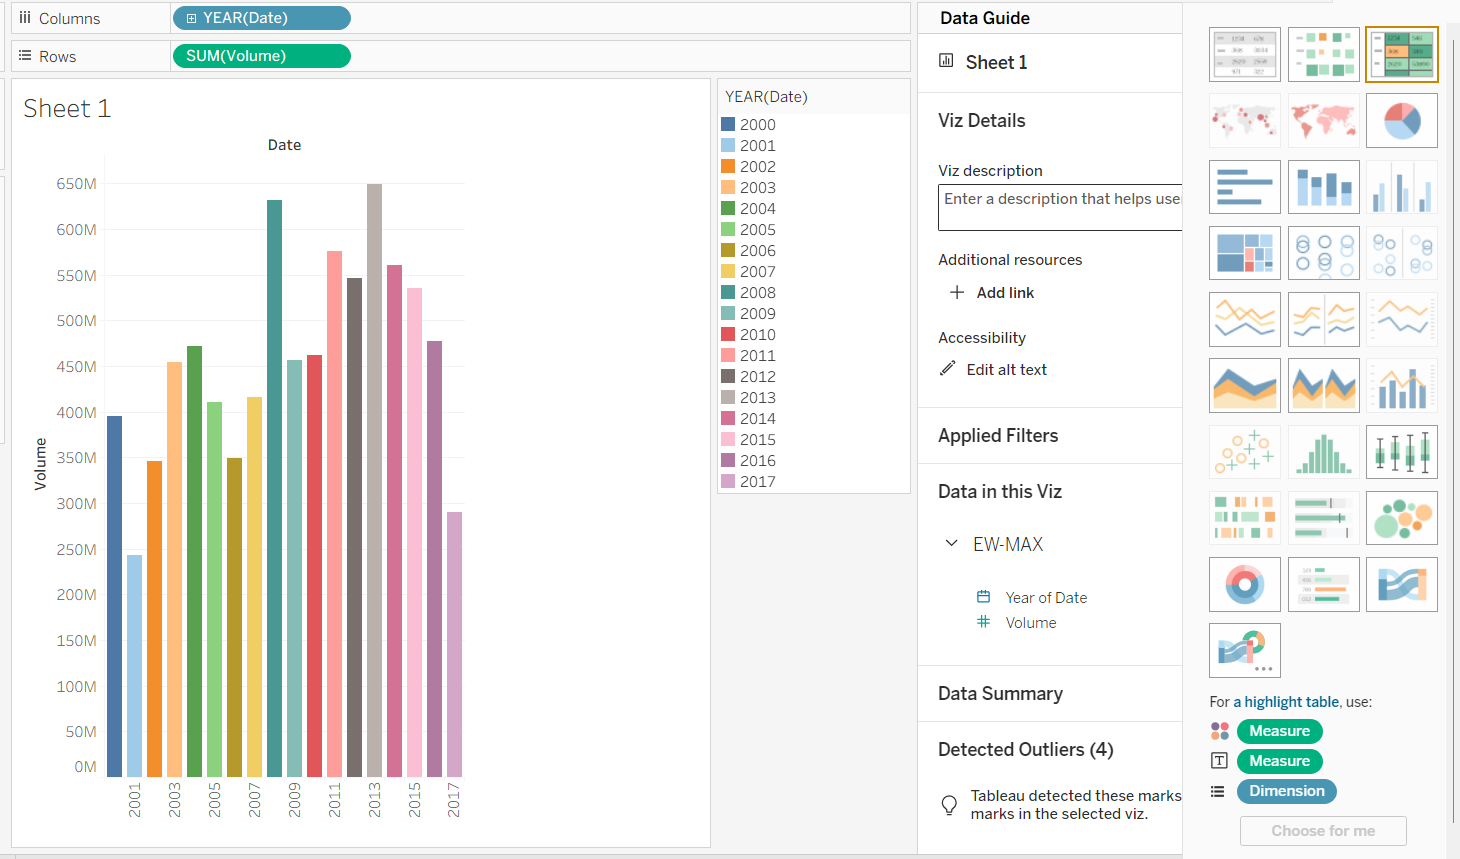 Columns
YEAR(Date)
Rows
SUM(Volume)
Sheet 1
Date
650M
600M
550M
500M
450M
400M
350M
300M
250M
200M
150M
100M
50M
0M
Volume
2001
2003
2005
2007
2009
2011
2013
2015
2017
YEAR(Date)
2000
2001
2002
2003
2004
2005
2006
2007
2008
2009
2010
2011
2012
2013
2014
2015
2016
2017
Data Guide
Sheet 1
Viz Details
Viz description
Enter a description that helps use
Additional resources
Add link
Accessibility
Edit alt text
Applied Filters
Data in this Viz
EW-MAX
Year of Date
Volume
Data Summary
Detected Outliers (4)
Tableau detected these marks
marks in the selected viz.
For a highlight table, use:
Measure
Measure
Dimension
Choose for me